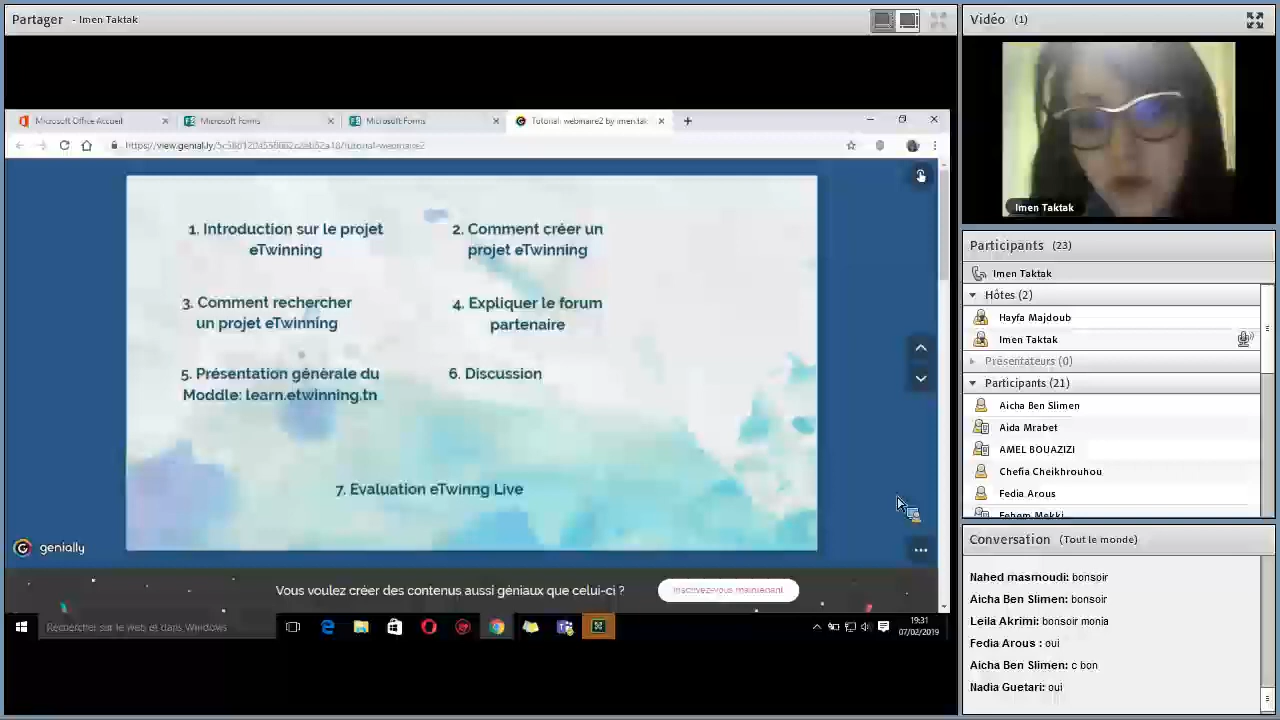 Partager - Imen Taktak
Microsoft Office Accueil
Microsoft Forms
Microsoft Forms
Tutorial: webinaire2 by imen.tak
1. Introduction sur le projet
eTwinning
2. Comment créer un
projet eTwinning
3. Comment rechercher
un projet eTwinning
4. Expliquer le forum
partenaire
5. Présentation générale du
Moddle: learn.etwinning.tn
6. Discussion
7. Evaluation eTwinng Live
genially
Vous voulez créer des contenus aussi géniaux que celui-ci ?
Inscrivez-vous maintenant
Rechercher sur le web et dans Windows
19:31
07/02/2019
Vidéo (1)
Imen Taktak
Participants (23)
Imen Taktak
Hôtes (2)
Hayfa Majdoub
Imen Taktak
Présentateurs (0)
Participants (21)
Aicha Ben Slimen
Aida Mrabet
AMEL BOUAZIZI
Chefia Cheikhrouhou
Fedia Arous
Fehem Mekki
Conversation (Tout le monde)
Nahed masmoudi: bonsoir
Aicha Ben Slimen: bonsoir
Leila Akrimi: bonsoir monia
Fedia Arous : oui
Aicha Ben Slimen: c bon
Nadia Guetari: oui